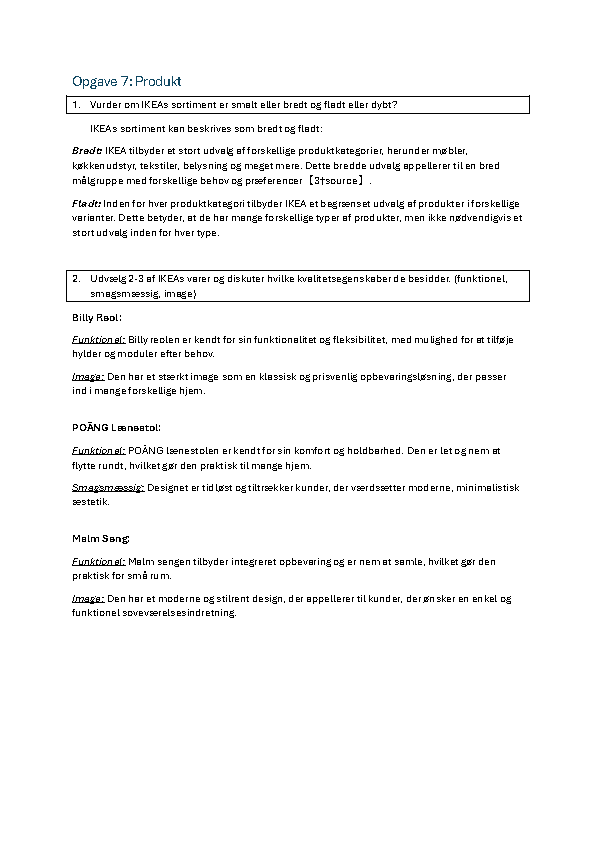 Opgave 7: Produkt
1. Vurder om IKEAs sortiment er smalt eller bredt og fladt eller dybt?
IKEAs sortiment kan beskrives som bredt og fladt:
Bredt: IKEA tilbyder et stort udvalg af forskellige produktkategorier, herunder møbler,
køkkenudstyr, tekstiler, belysning og meget mere. Dette bredde udvalg appellerer til en bred
målgruppe med forskellige behov og præferencer【3†source】.
Fladt: Inden for hver produktkategori tilbyder IKEA et begrænset udvalg af produkter i forskellige
varianter. Dette betyder, at de har mange forskellige typer af produkter, men ikke nødvendigvis et
stort udvalg inden for hver type.
2. Udvælg 2-3 af IKEAs varer og diskuter hvilke kvalitetsegenskaber de besidder. (funktionel,
smagsmæssig, image)
Billy Reol:
Funktionel: Billy reolen er kendt for sin funktionalitet og fleksibilitet, med mulighed for at tilføje
hylder og moduler efter behov.
Image: Den har et stærkt image som en klassisk og prisvenlig opbevaringsløsning, der passer
ind i mange forskellige hjem.
POÄNG Lænestol:
Funktionel: POÄNG lænestolen er kendt for sin komfort og holdbarhed. Den er let og nem at
flytte rundt, hvilket gør den praktisk til mange hjem.
Smagsmæssig: Designet er tidløst og tiltrækker kunder, der værdsætter moderne, minimalistisk
æstetik.
Malm Seng:
Funktionel: Malm sengen tilbyder integreret opbevaring og er nem at samle, hvilket gør den
praktisk for små rum.
Image: Den har et moderne og stilrent design, der appellerer til kunder, der ønsker en enkel og
funktionel soveværelsesindretning.